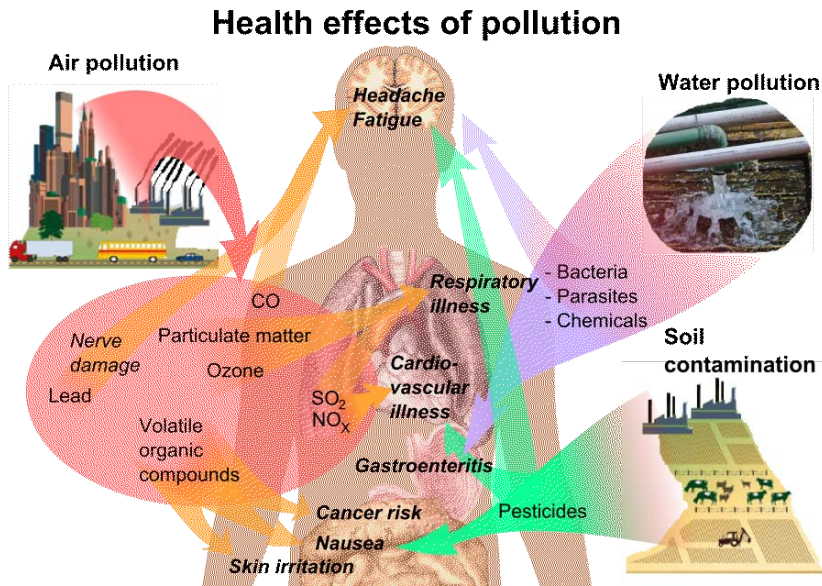 Health effects of pollution
Air pollution
Water pollution
Headache
Fatigue
CO
Particulate matter
Nerve
damage
Ozone
Lead
SO₂
NOₓ
Volatile
organic
compounds
Respiratory
illness
Cardio-
vascular
illness
Gastroenteritis
Cancer risk
Nausea
Skin irritation
- Bacteria
- Parasites
- Chemicals
Soil
contamination
Pesticides